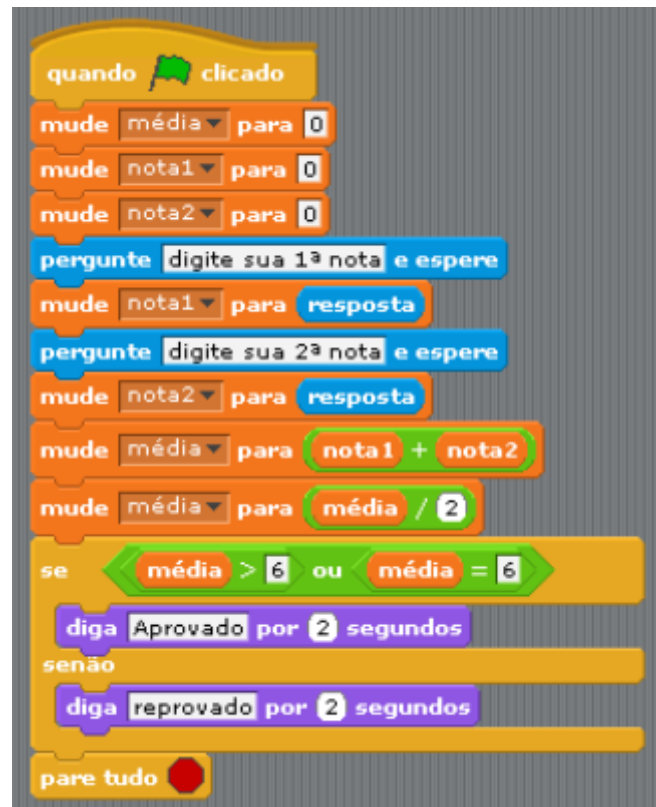 quando clicado
mude média para 0
mude nota1 para 0
mude nota2 para 0
pergunte digite sua 1ª nota e espere
mude nota1 para resposta
pergunte digite sua 2ª nota e espere
mude nota2 para resposta
mude média para nota1 + nota2
mude média para média / 2
se média > 6 ou média = 6
diga Aprovado por 2 segundos
senão
diga reprovado por 2 segundos
pare tudo